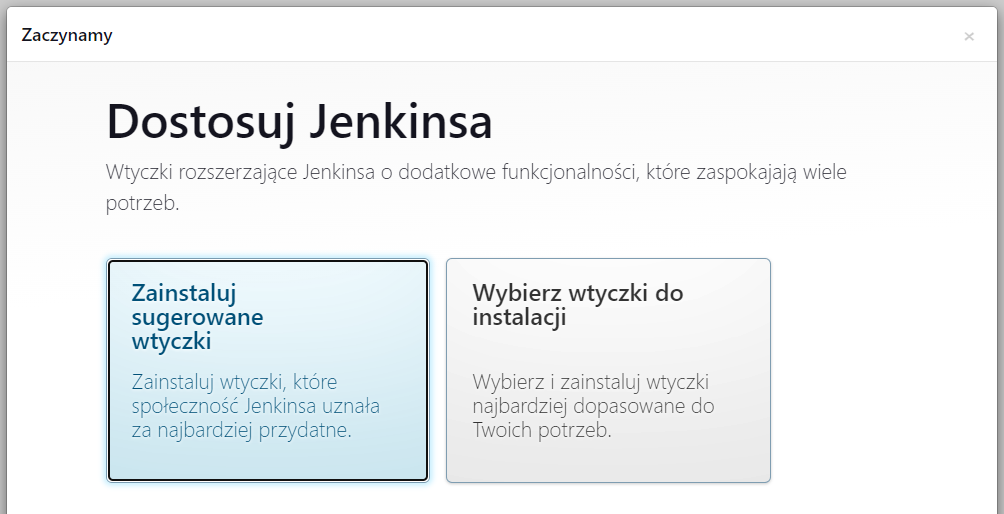 Zaczynamy
×
Dostosuj Jenkinsa
Wtyczki rozszerzające Jenkinsa o dodatkowe funkcjonalności, które zaspokajają wiele
potrzeb.
Zainstaluj
sugerowane
wtyczki
Zainstaluj wtyczki, które
społeczność Jenkinsa uznała
za najbardziej przydatne.
Wybierz wtyczki do
instalacji
Wybierz i zainstaluj wtyczki
najbardziej dopasowane do
Twoich potrzeb.